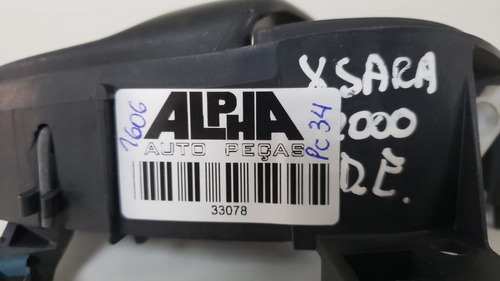 1606
ALPHA
AUTO PEÇAS
PC 34
33078
XSARA
2000
D.E.